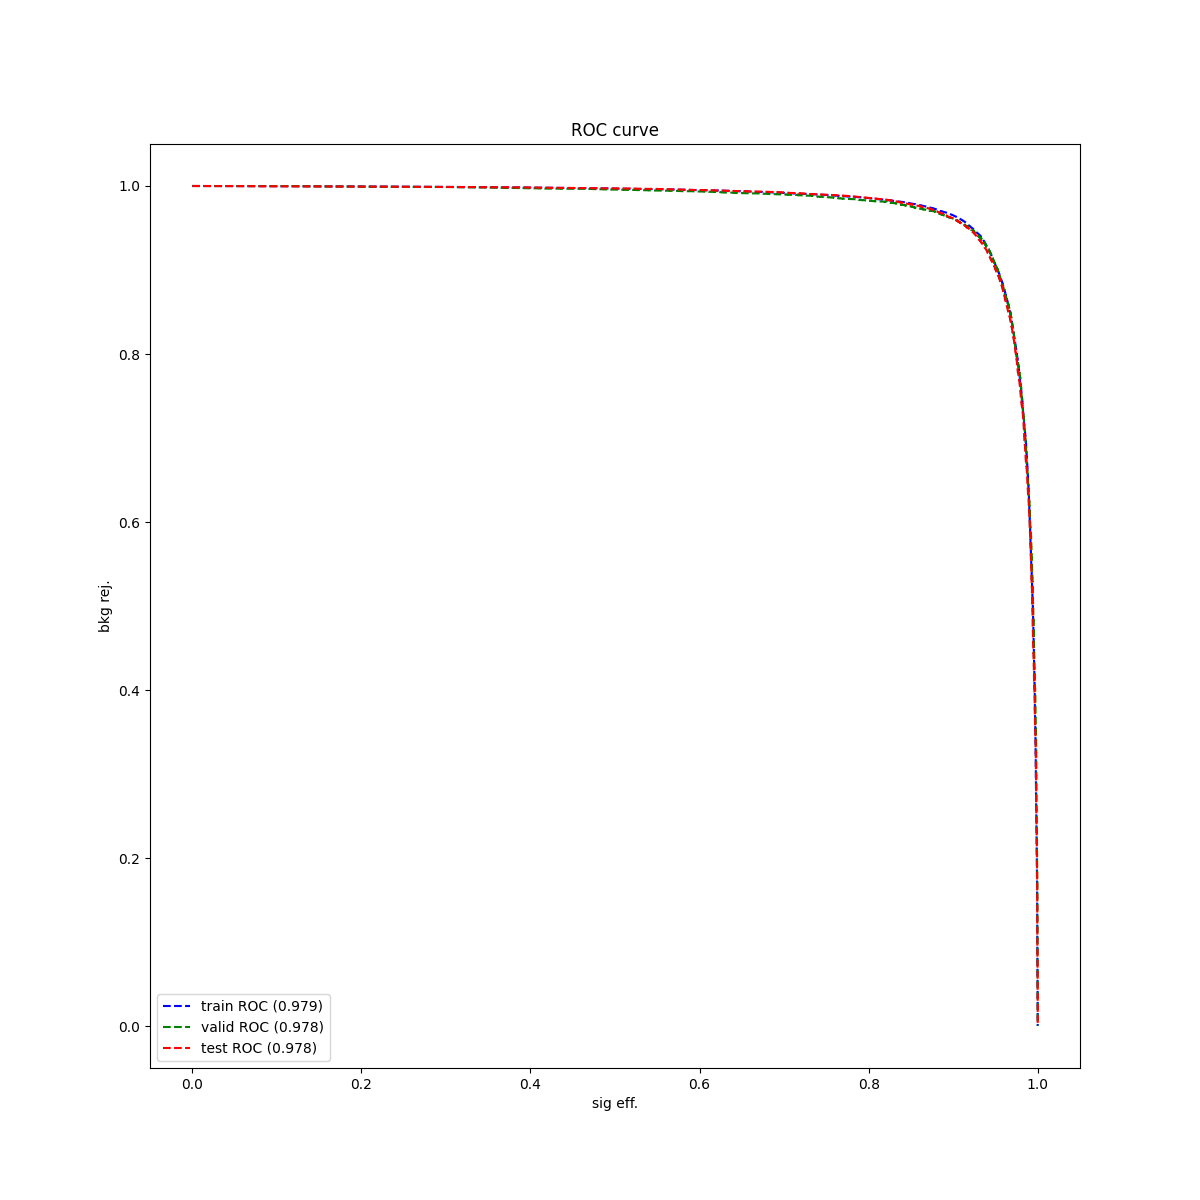 ROC curve
1.0
0.8
0.6
0.4
0.2
0.0
bkg rej.
train ROC (0.979)
valid ROC (0.978)
test ROC (0.978)
0.0 0.2 0.4 0.6 0.8 1.0
sig eff.